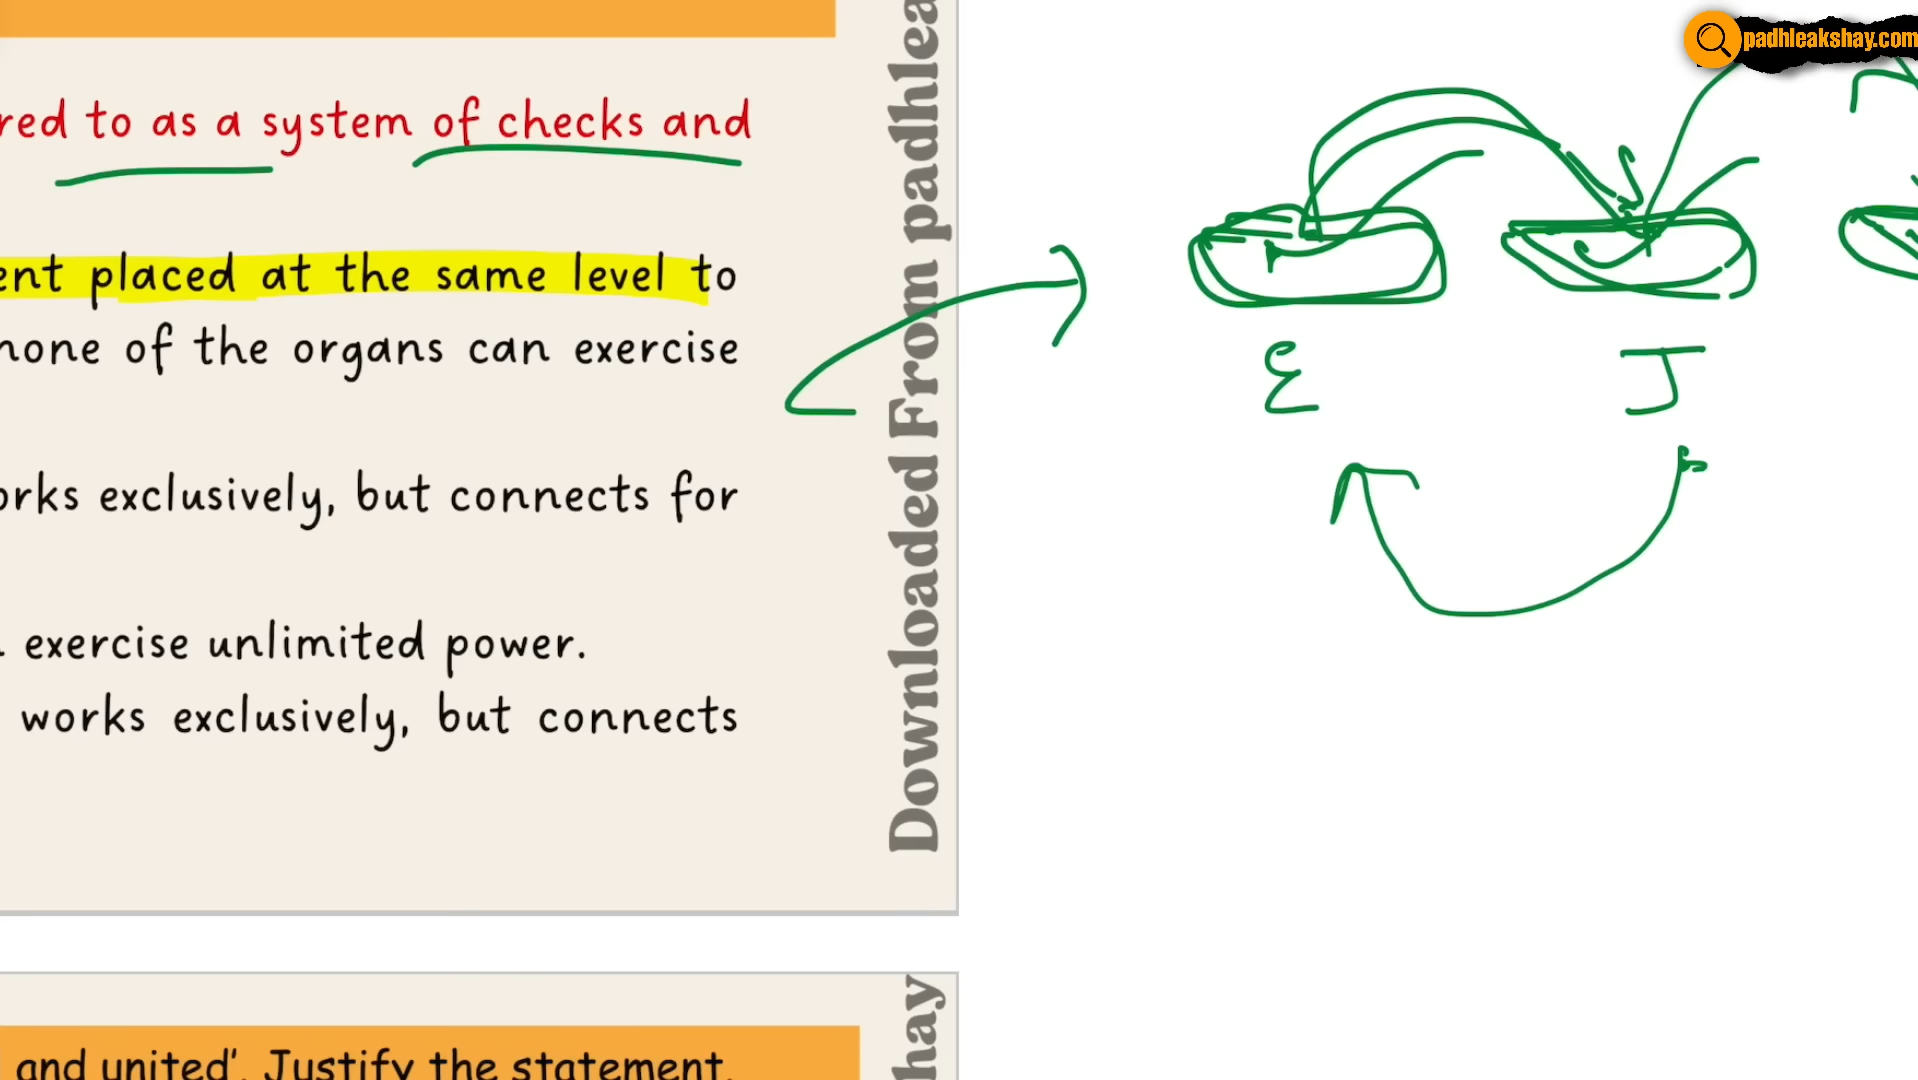 red to as a system of checks and
ent placed at the same level to
none of the organs can exercise
orks exclusively, but connects for
exercise unlimited power.
works exclusively, but connects
and united'. Justify the statement.
Downloaded From padhlea
hay
padhleakshay.com
E
J